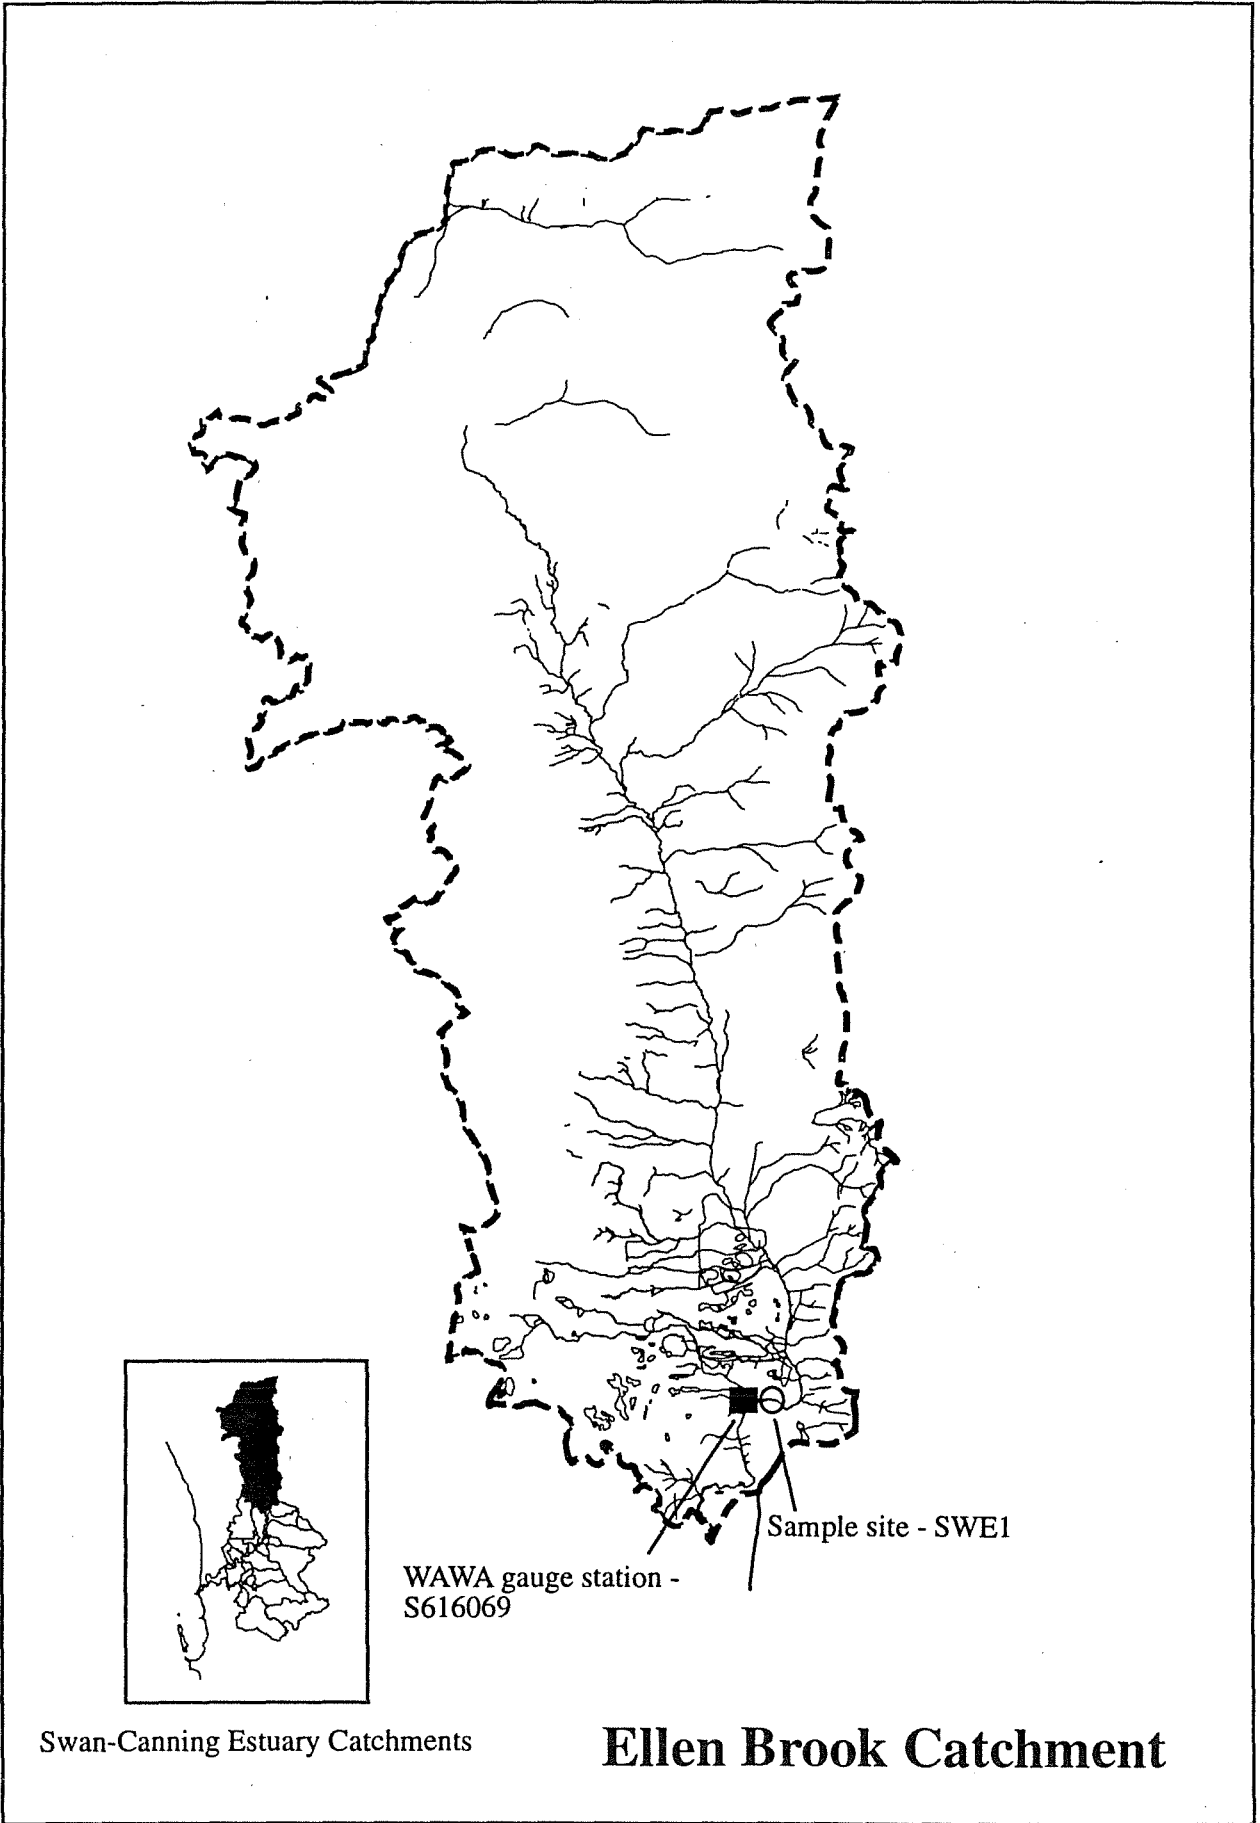 Sample site - SWE1
WAWA gauge station -
S616069
Swan-Canning Estuary Catchments
Ellen Brook Catchment